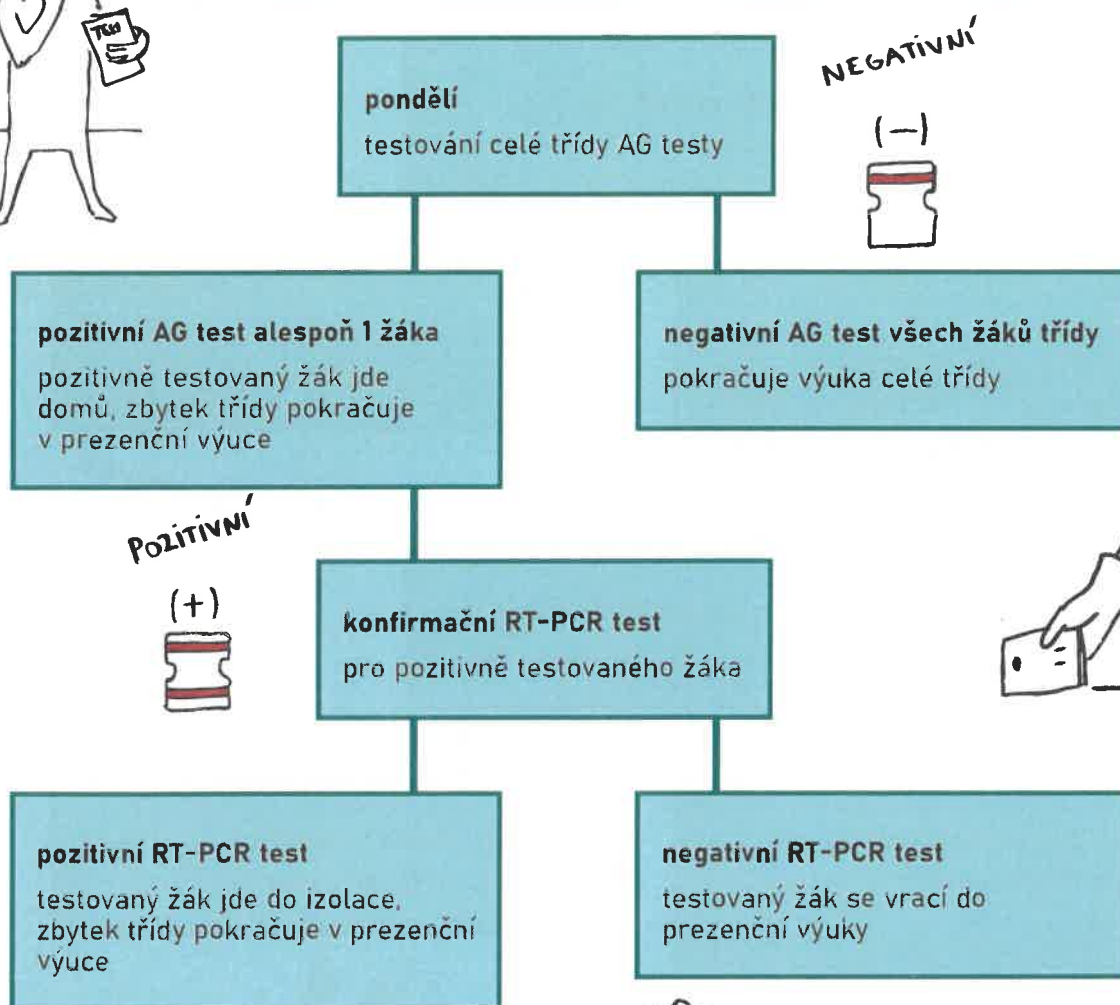 TEST
NEGATIVNÍ
pondělí
testování celé třídy AG testy
(−)
pozitivní AG test alespoň 1 žáka
pozitivně testovaný žák jde
domů, zbytek třídy pokračuje
v prezenční výuce
negativní AG test všech žáků třídy
pokračuje výuka celé třídy
POZITIVNÍ
(+)
konfirmační RT-PCR test
pro pozitivně testovaného žáka
pozitivní RT-PCR test
testovaný žák jde do izolace,
zbytek třídy pokračuje v prezenční
výuce
negativní RT-PCR test
testovaný žák se vrací do
prezenční výuky